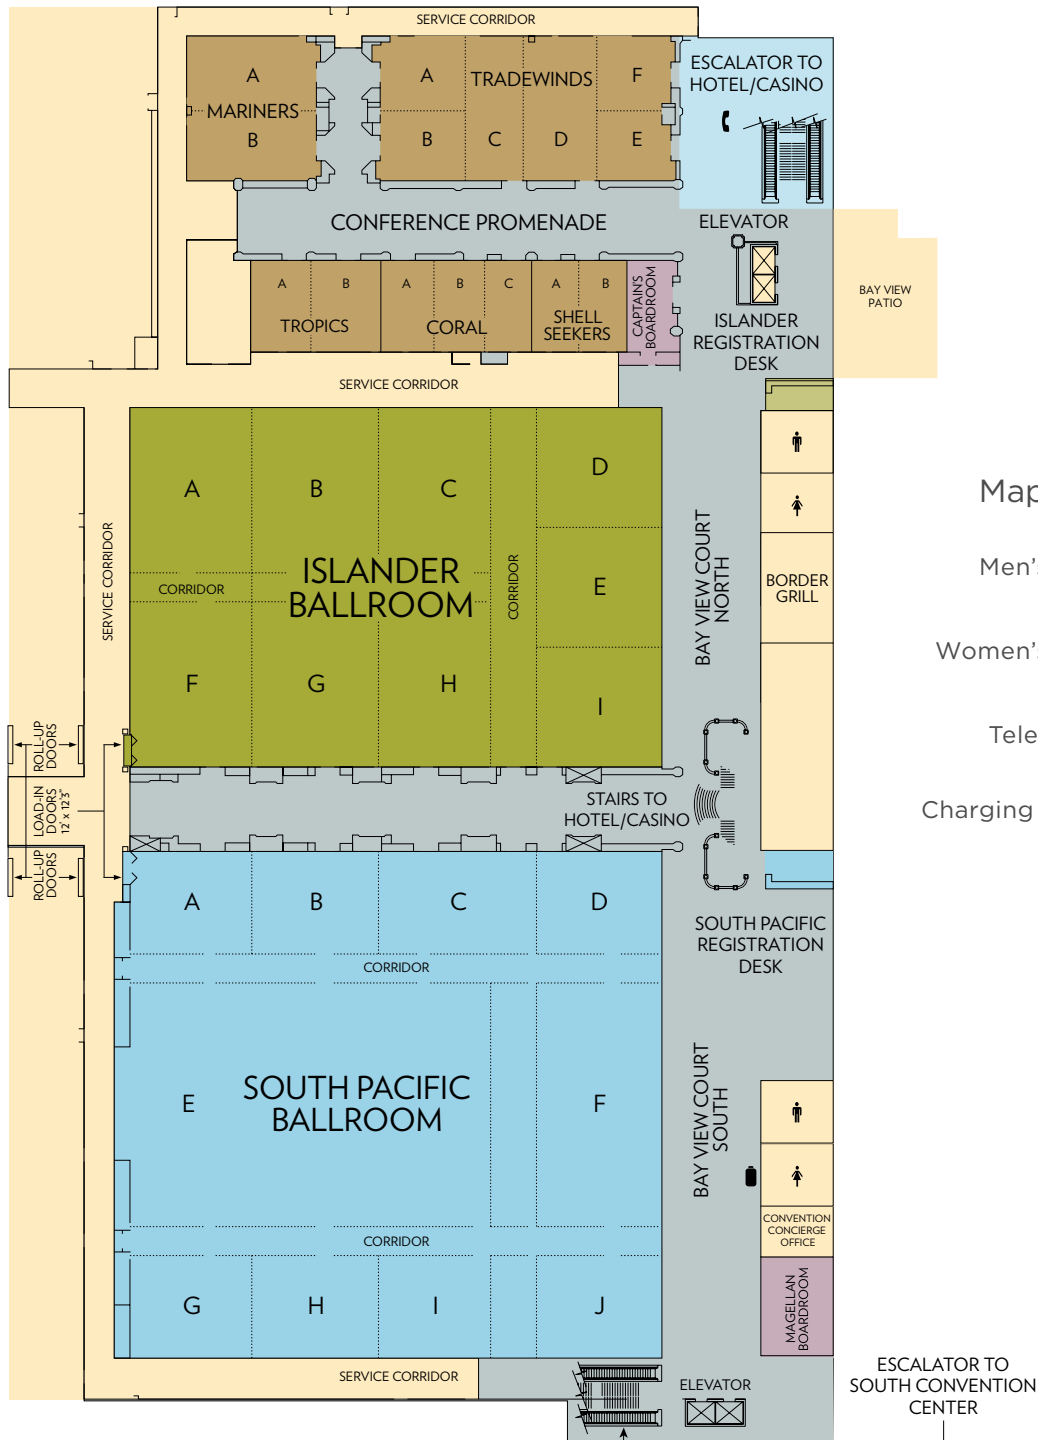 SERVICE CORRIDOR
A
MARINERS
B
A
TRADEWINDS
F
B
C
D
E
ESCALATOR TO
HOTEL/CASINO
CONFERENCE PROMENADE
ELEVATOR
BAY VIEW
PATIO
A
B
TROPICS
A
B
C
CORAL
A
B
SHELL
SEEKERS
CAPTAIN'S
BOARDROOM
ISLANDER
REGISTRATION
DESK
SERVICE CORRIDOR
SERVICE CORRIDOR
A
B
C
D
ISLANDER
BALLROOM
CORRIDOR
CORRIDOR
E
F
G
H
I
BAY VIEW COURT
NORTH
BORDER
GRILL
Map
Men's
Women's
Tele
Charging
ROLL-UP
DOORS
LOAD-IN
DOORS
12' x 12'3"
ROLL-UP
DOORS
STAIRS TO
HOTEL/CASINO
A
B
C
D
CORRIDOR
SOUTH PACIFIC
REGISTRATION
DESK
E
SOUTH PACIFIC
BALLROOM
F
BAY VIEW COURT
SOUTH
CORRIDOR
G
H
I
J
CONVENTION
CONCIERGE
OFFICE
MAGELLAN
BOARDROOM
SERVICE CORRIDOR
ELEVATOR
ESCALATOR TO
SOUTH CONVENTION
CENTER